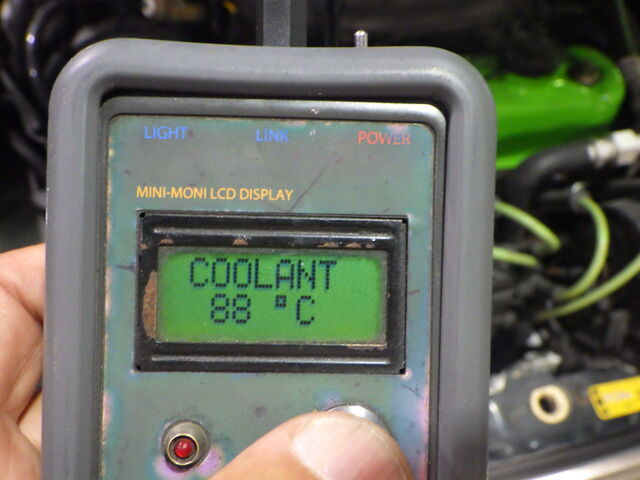 LIGHT LINK POWER
MINI-MONI LCD DISPLAY
COOLANT
88 °C